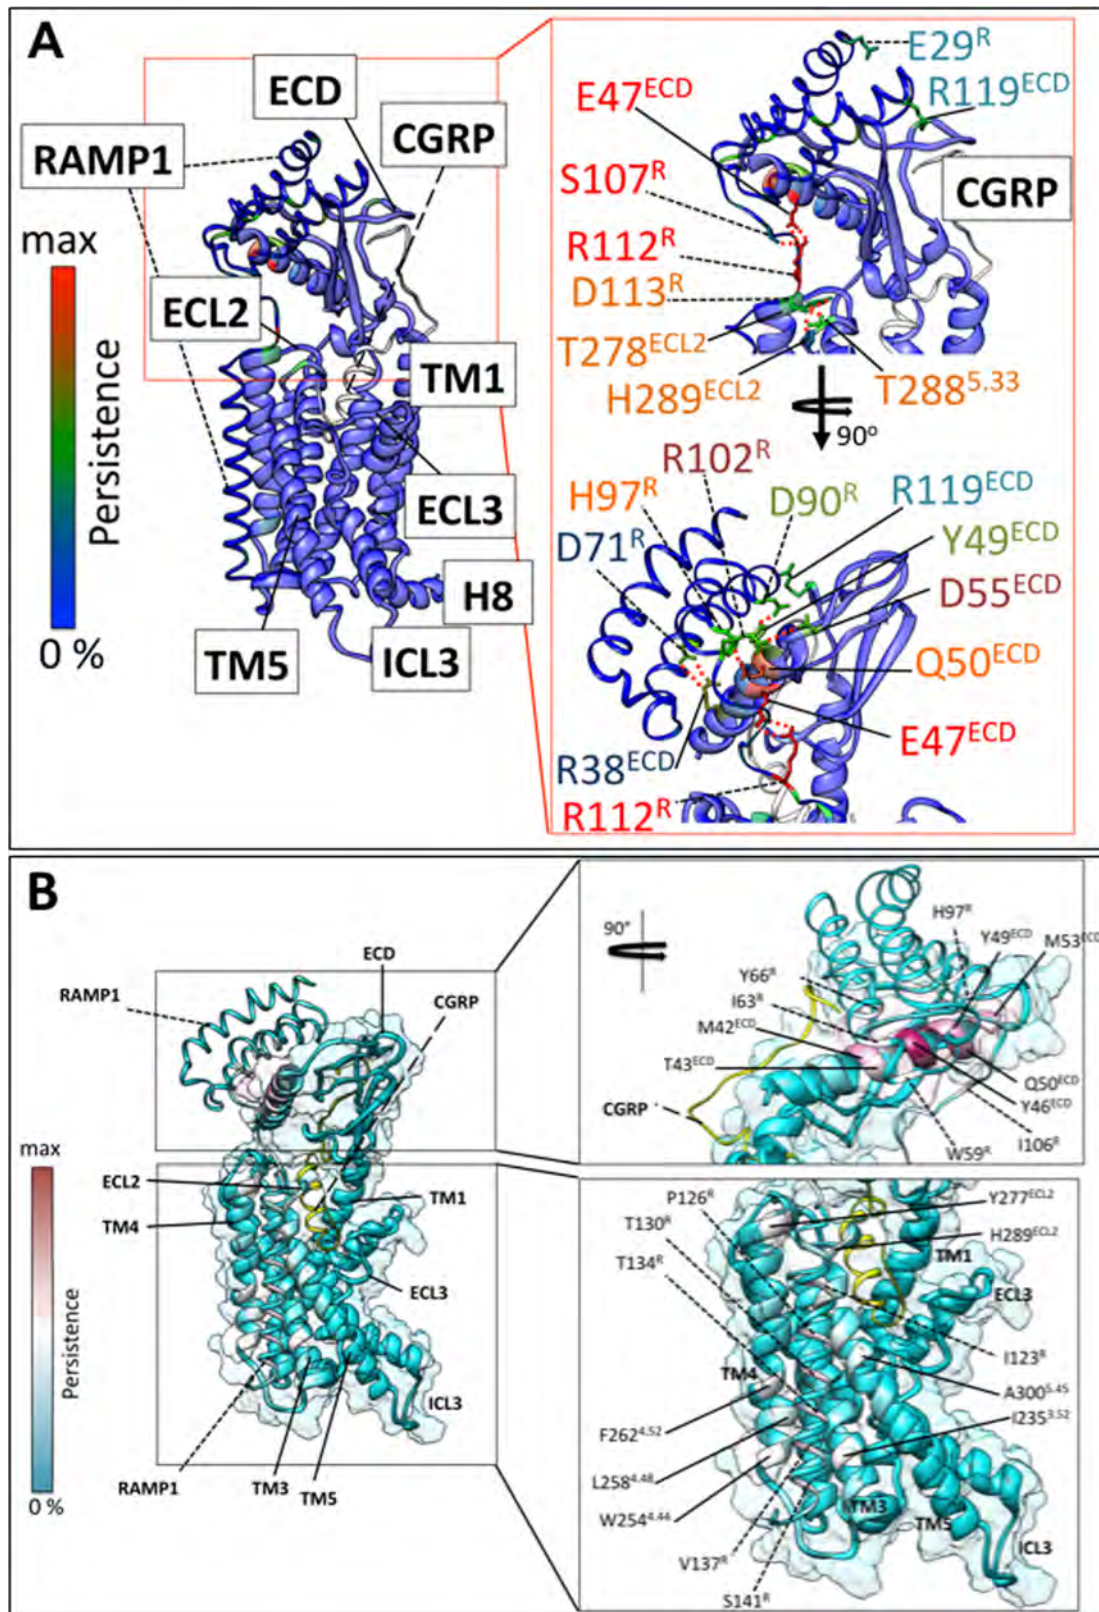 A
ECD
CGRP
RAMP1
max
Persistence
0 %
ECL2
TM1
ECL3
H8
TM5
ICL3
E29ᴿ
R119ᴱᶜᴰ
E47ᴱᶜᴰ
CGRP
S107ᴿ
R112ᴿ
D113ᴿ
T278ᴱᶜᴸ²
H289ᴱᶜᴸ²
T288⁵·³³
90°
R102ᴿ
H97ᴿ
D90ᴿ
R119ᴱᶜᴰ
D71ᴿ
Y49ᴱᶜᴰ
D55ᴱᶜᴰ
Q50ᴱᶜᴰ
E47ᴱᶜᴰ
R38ᴱᶜᴰ
R112ᴿ
B
ECD
RAMP1
CGRP
max
Persistence
0 %
ECL2
TM1
TM4
ECL3
ICL3
RAMP1
TM3
TM5
90°
H97ᴿ
Y49ᴱᶜᴰ
M53ᴱᶜᴰ
Y66ᴿ
I63ᴿ
M42ᴱᶜᴰ
T43ᴱᶜᴰ
CGRP
Q50ᴱᶜᴰ
Y46ᴱᶜᴰ
I106ᴿ
W59ᴿ
P126ᴿ
Y277ᴱᶜᴸ²
T130ᴿ
H289ᴱᶜᴸ²
T134ᴿ
TM1
ECL3
I123ᴿ
TM4
A300⁵·⁴⁵
F262⁴·⁵²
I235³·⁵²
L258⁴·⁴⁸
W254⁴·⁴⁴
TM3
TM5
V137ᴿ
ICL3
S141ᴿ